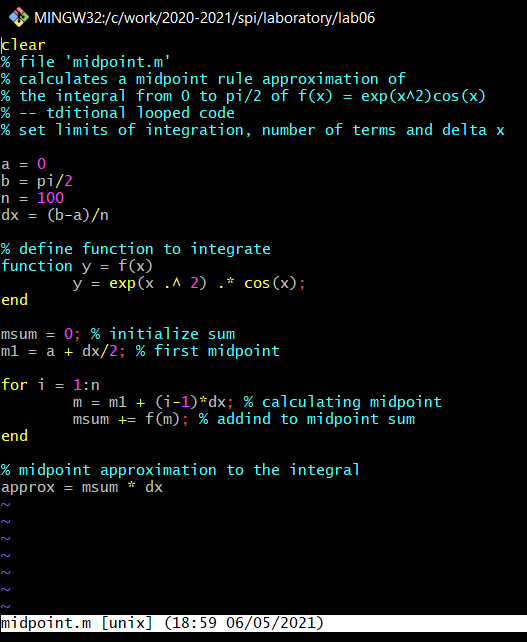 MINGW32:/c/work/2020-2021/spi/laboratory/lab06
clear
% file 'midpoint.m'
% calculates a midpoint rule approximation of
% the integral from 0 to pi/2 of f(x) = exp(x^2)cos(x)
% -- tditional looped code
% set limits of integration, number of terms and delta x

a = 0
b = pi/2
n = 100
dx = (b-a)/n

% define function to integrate
function y = f(x)
        y = exp(x .^ 2) .* cos(x);
end

msum = 0; % initialize sum
m1 = a + dx/2; % first midpoint

for i = 1:n
        m = m1 + (i-1)*dx; % calculating midpoint
        msum += f(m); % addind to midpoint sum
end

% midpoint approximation to the integral
approx = msum * dx
~
~
~
~
~
~
~
midpoint.m [unix] (18:59 06/05/2021)